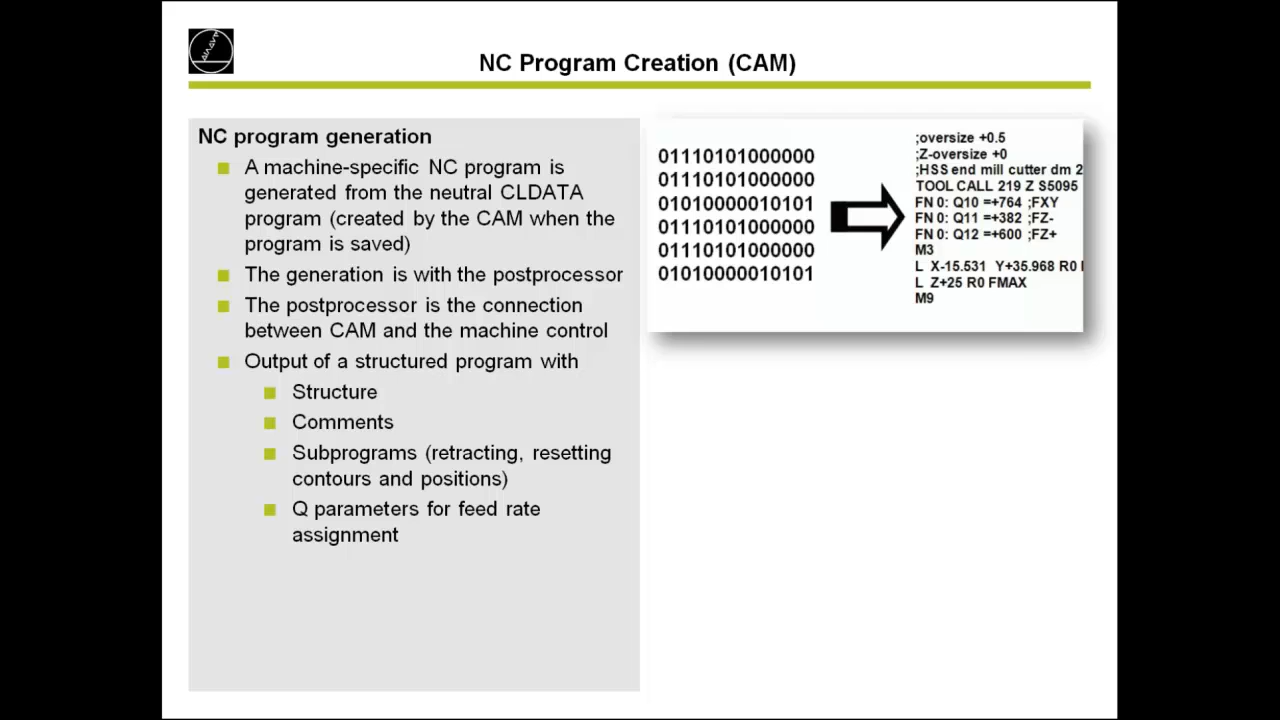 NC Program Creation (CAM)
NC program generation
A machine-specific NC program is
generated from the neutral CLDATA
program (created by the CAM when the
program is saved)
The generation is with the postprocessor
The postprocessor is the connection
between CAM and the machine control
Output of a structured program with
Structure
Comments
Subprograms (retracting, resetting
contours and positions)
Q parameters for feed rate
assignment
01110101000000
01110101000000
01010000010101
01110101000000
01110101000000
01010000010101
;oversize +0.5
;Z-oversize +0
;HSS end mill cutter dm 2
TOOL CALL 219 Z S5095
FN 0: Q10 =+764 ;FXY
FN 0: Q11 =+382 ;FZ-
FN 0: Q12 =+600 ;FZ+
M3
L X-15.531 Y+35.968 R0
L Z+25 R0 FMAX
M9